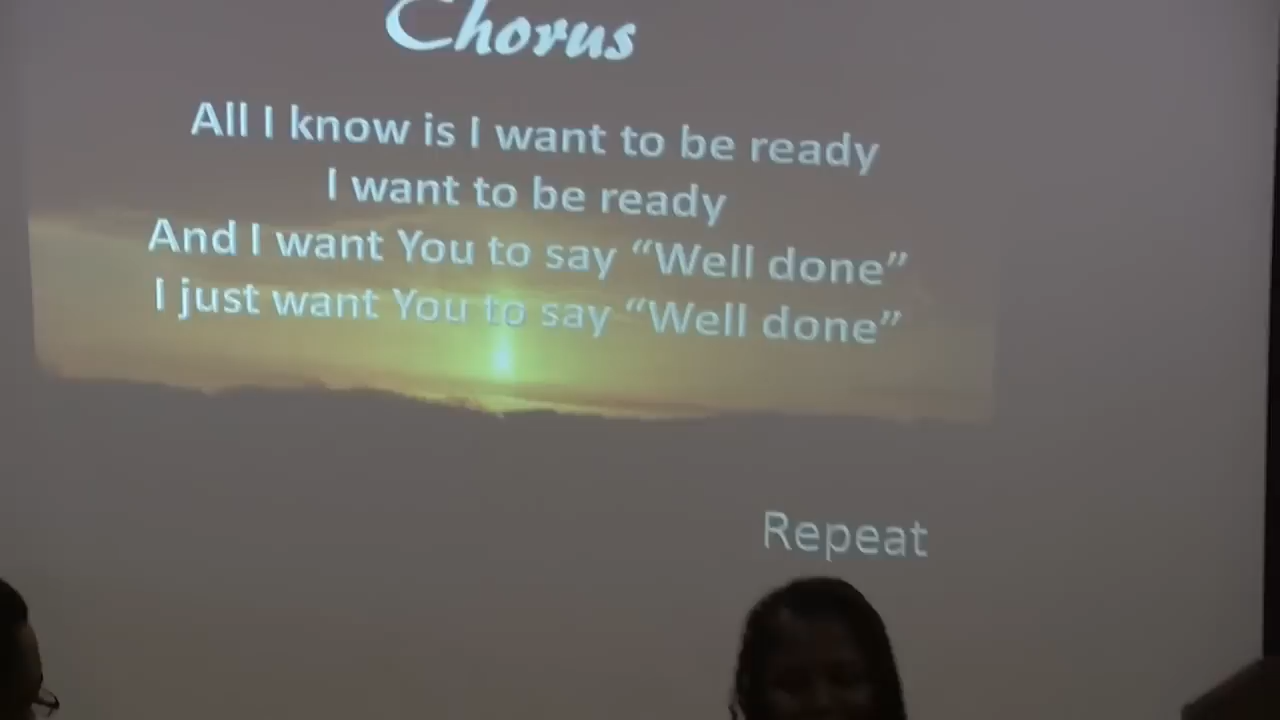 Chorus
All I know is I want to be ready
I want to be ready
And I want You to say “Well done”
I just want You to say “Well done”
Repeat